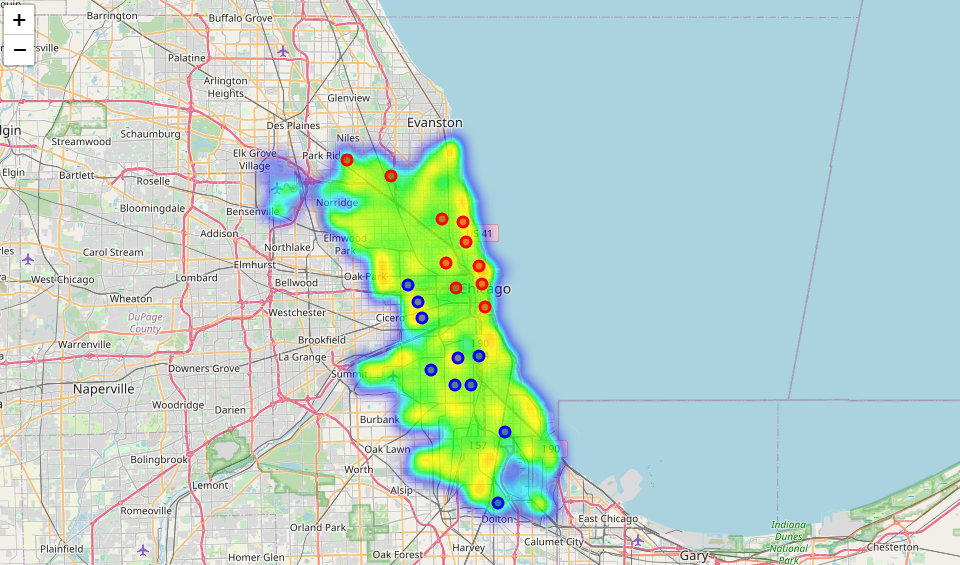 +
−
Barrington
Buffalo Grove
Palatine
Arlington
Heights
Glenview
Evanston
Des Plaines
Schaumburg
Niles
Streamwood
Elk Grove
Village
Elgin
Bartlett
Roselle
Bloomingdale
Bensenville
Norridge
Addison
Elmwood
Park
41
Northlake
Carol Stream
Elmhurst
Oak Park
West Chicago
Lombard
Bellwood
Chicago
Wheaton
Westchester
Cicero
DuPage
County
Warrenville
Brookfield
I 90
La Grange
Downers Grove
Summit
Naperville
Woodridge
Darien
Burbank
Oak Lawn
I 57
I 90
Bolingbrook
Worth
Lemont
Alsip
Romeoville
Orland Park
Dolton
East Chicago
Plainfield
Homer Glen
Oak Forest
Harvey
Calumet City
Gary
Indiana
Dunes
National
Park
Chesterton